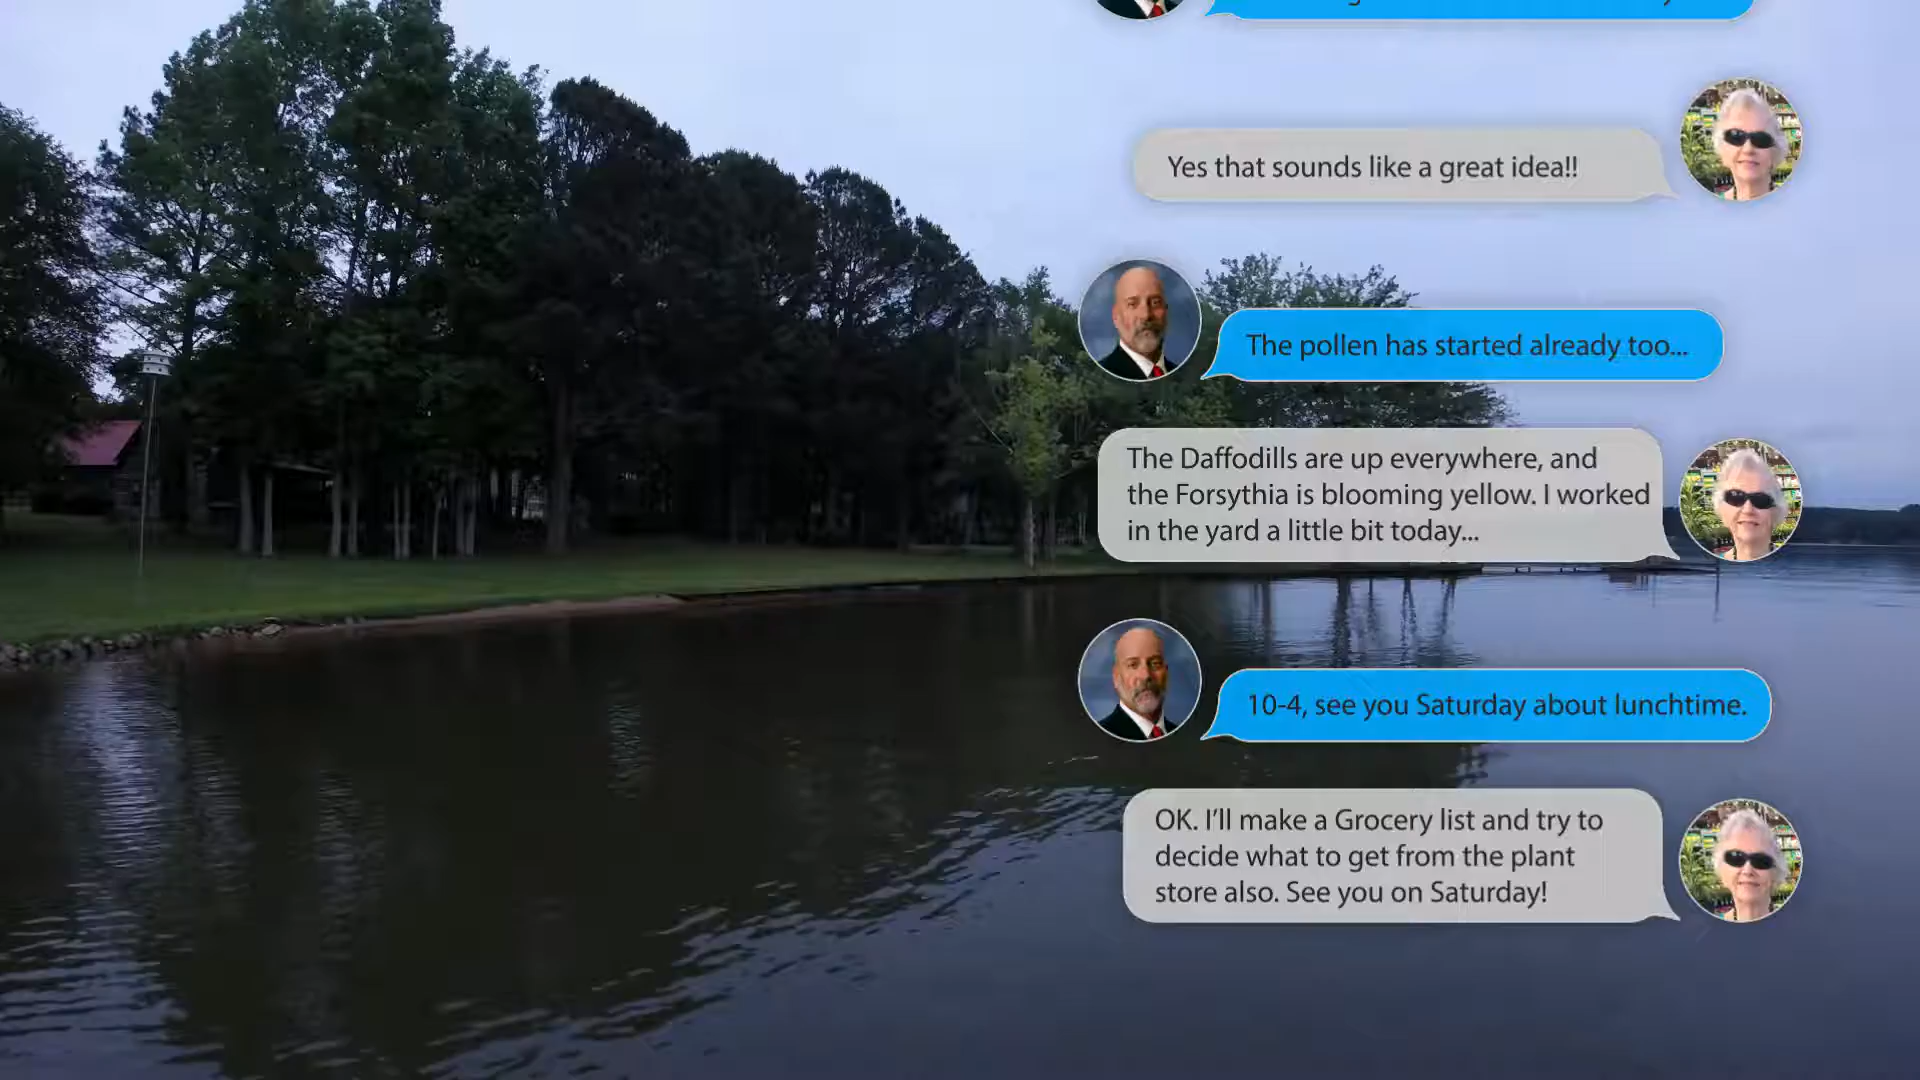 Yes that sounds like a great idea!!
The pollen has started already too...
The Daffodills are up everywhere, and
the Forsythia is blooming yellow. I worked
in the yard a little bit today...
10-4, see you Saturday about lunchtime.
OK. I’ll make a Grocery list and try to
decide what to get from the plant
store also. See you on Saturday!